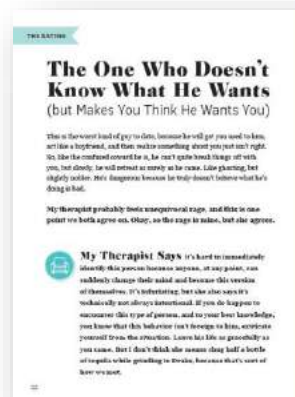 THE DATING
The One Who Doesn't
Know What He Wants
(but Makes You Think He Wants You)
This is the worst kind of guy to date, because he will get you used to him,
act like a boyfriend, and then realize something about you just isn't right.
So, like the confused coward he is, he can't quite break things off with
you, but slowly, he will retreat as surely as he came. Like ghosting, but
slightly nobler. He's dangerous because he truly doesn't believe what he's
doing is bad.
My therapist probably feels unequivocal rage, and this is one
point we both agree on. Okay, so the rage is mine, but she agrees.
My Therapist Says it's hard to immediately
identify this person because anyone, at any point, can
suddenly change their mind and become this version
of themselves. It's infuriating, but she also says it's
technically not always intentional. If you do happen to
encounter this type of person, and to your best knowledge,
you know that this behavior isn't foreign to him, extricate
yourself from the situation. Leave his life as gracefully as
you came. But I don't think she means chug half a bottle
of tequila while grinding to Drake, because that's sort of
how we met.